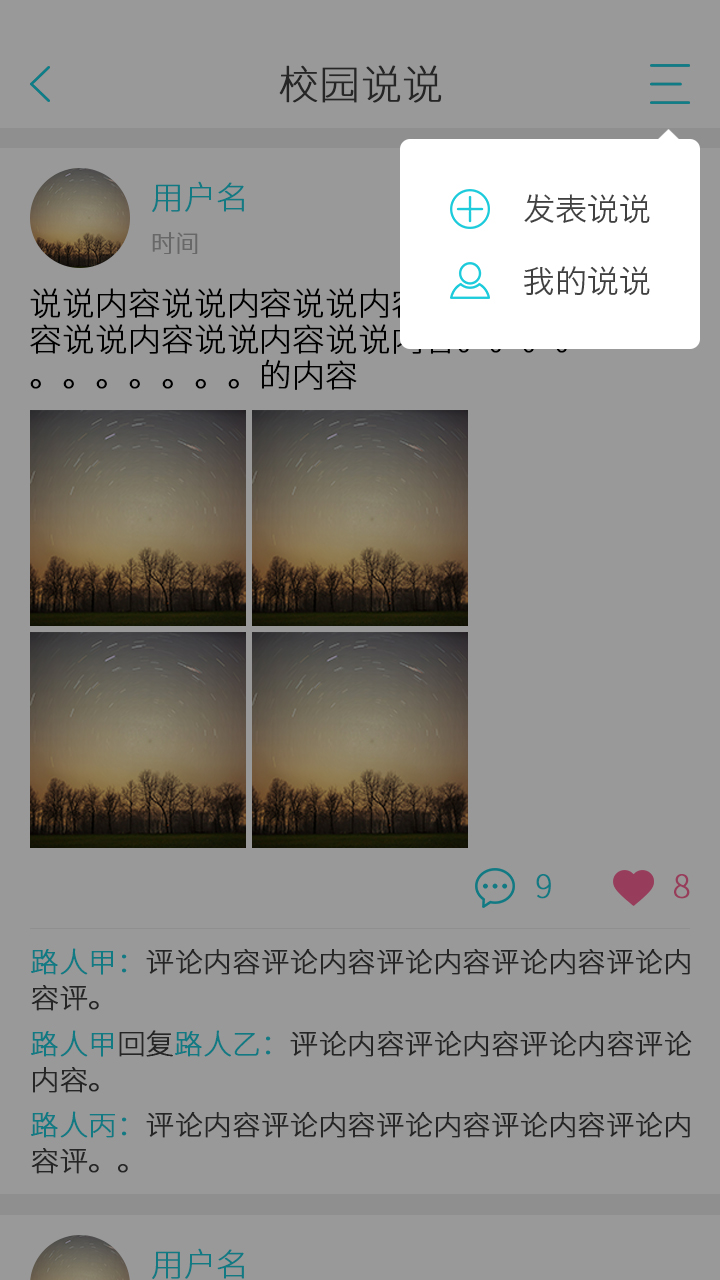 校园说说
发表说说
我的说说
用户名
时间
说说内容说说内容说说内容
容说说内容说说内容说说内容。。。。
。。。。。。。的内容
9
8
路人甲：评论内容评论内容评论内容评论内容评论内
容评。
路人甲回复路人乙：评论内容评论内容评论内容评论
内容。
路人丙：评论内容评论内容评论内容评论内容评论内
容评。。
用户名